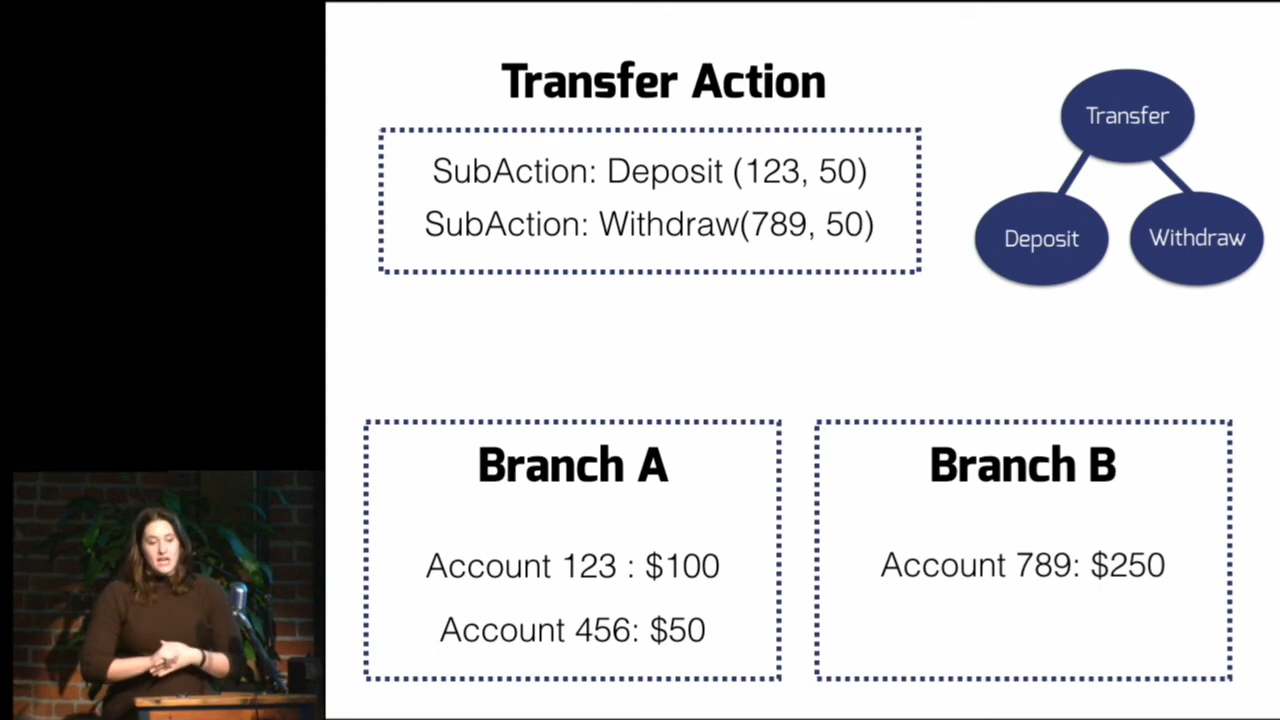 Transfer Action
SubAction: Deposit (123, 50)
SubAction: Withdraw(789, 50)
Transfer
Deposit
Withdraw
Branch A
Account 123 : $100
Account 456: $50
Branch B
Account 789: $250